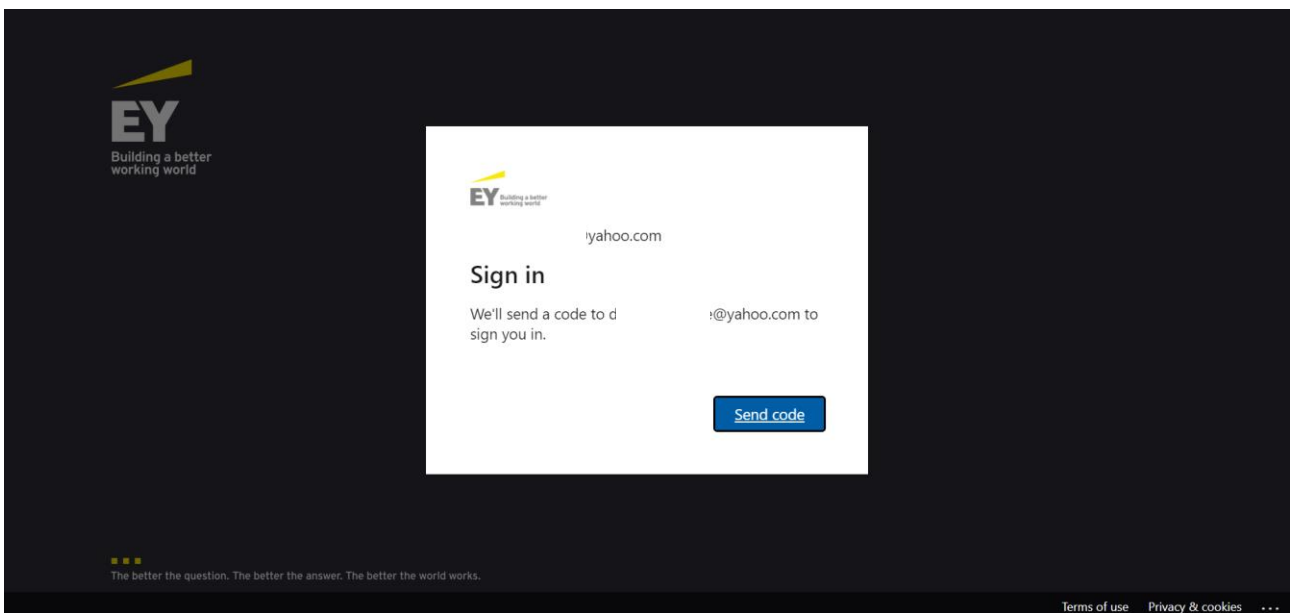 EY
Building a better
working world
EY Building a better
working world
@yahoo.com
Sign in
We'll send a code to d e@yahoo.com to
sign you in.
Send code
The better the question. The better the answer. The better the world works.
Terms of use Privacy & cookies ...